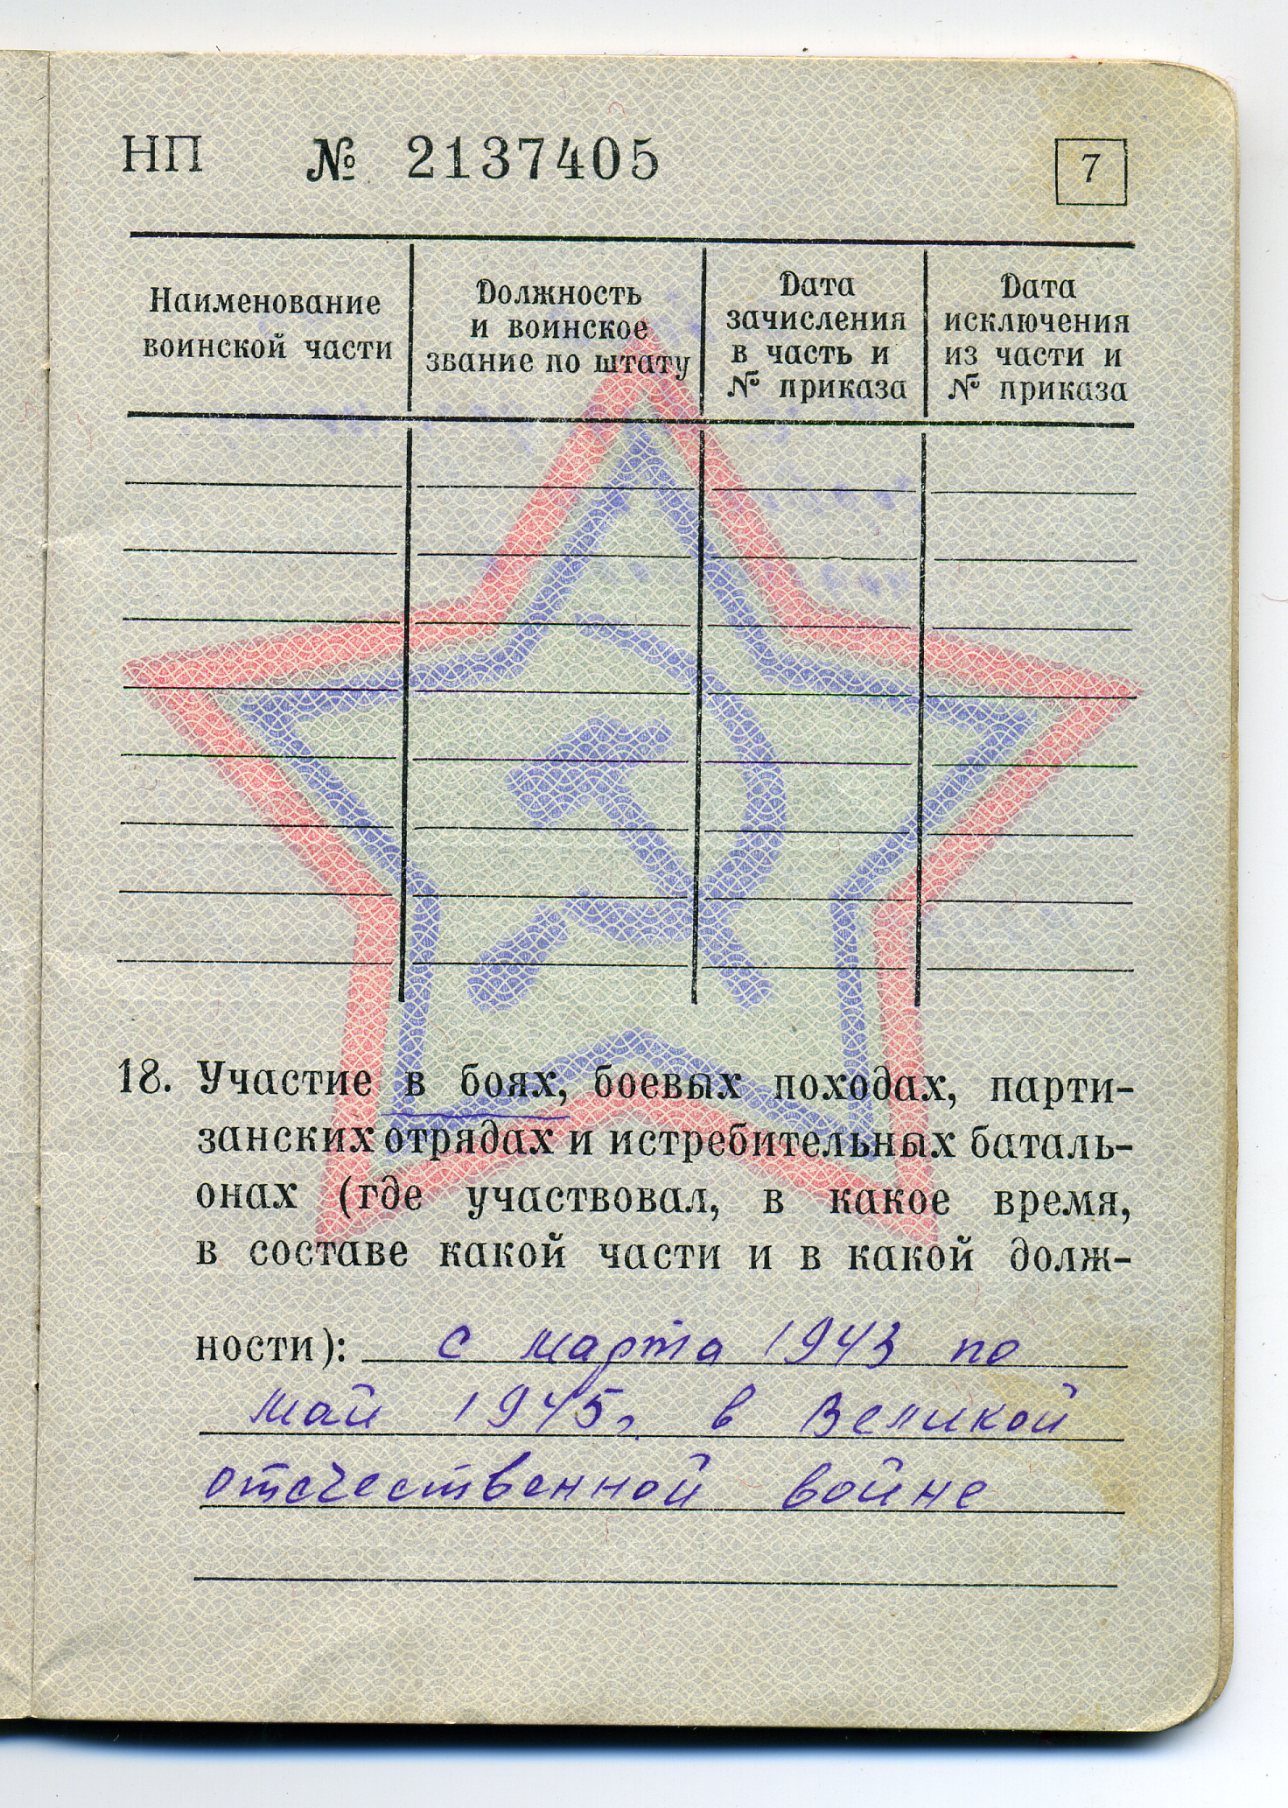 НП № 2137405 7
Наименование
воинской части
Должность
и воинское
звание по штату
Дата
зачисления
в часть и
№ приказа
Дата
исключения
из части и
№ приказа
18. Участие в боях, боевых походах, парти-
занских отрядах и истребительных баталь-
онах (где участвовал, в какое время,
в составе какой части и в какой долж-
ности): с марта 1943 по
май 1945г. в Великой
отечественной войне